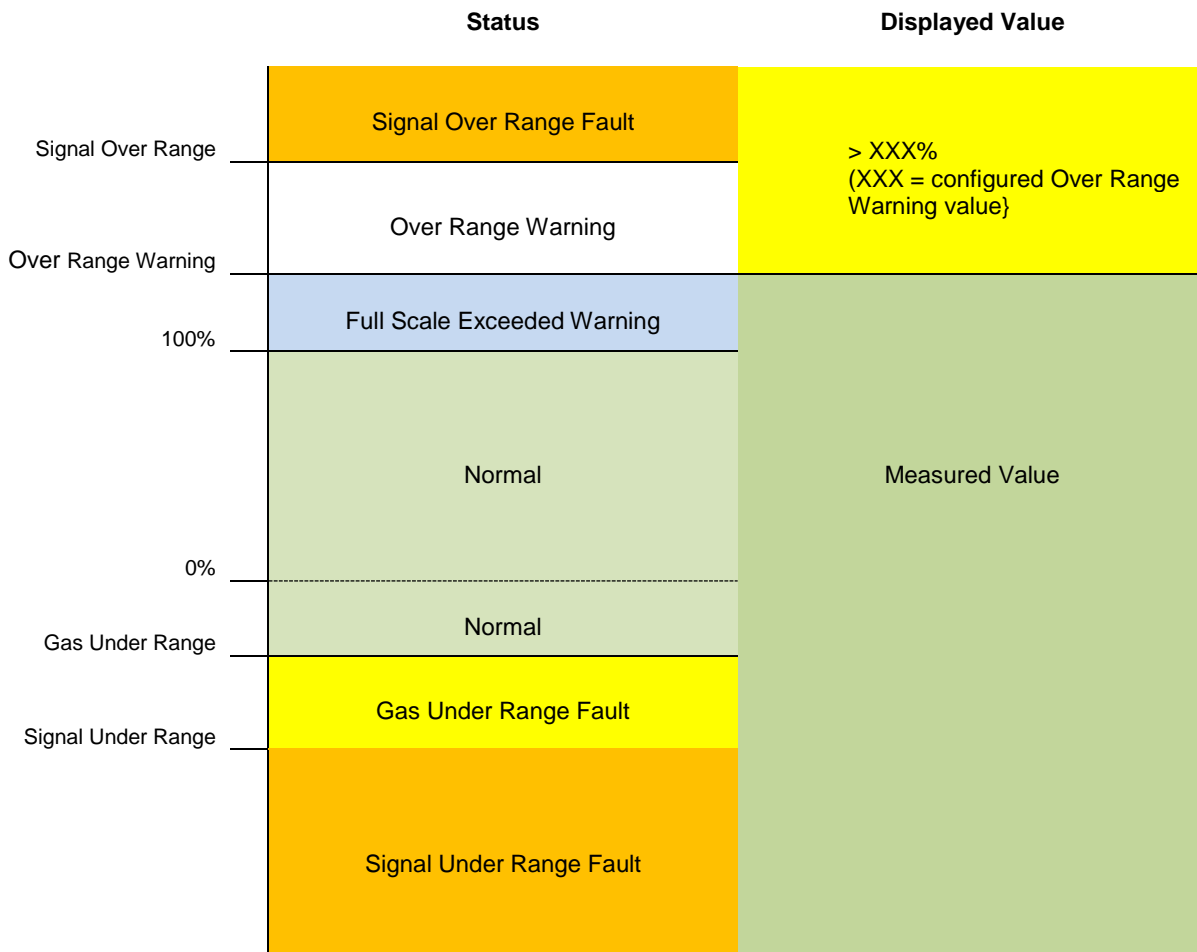 Status
Displayed Value
Signal Over Range Fault
Signal Over Range
> XXX%
(XXX = configured Over Range
Warning value}
Over Range Warning
Over Range Warning
Full Scale Exceeded Warning
100%
Normal
Measured Value
0%
Normal
Gas Under Range
Gas Under Range Fault
Signal Under Range
Signal Under Range Fault